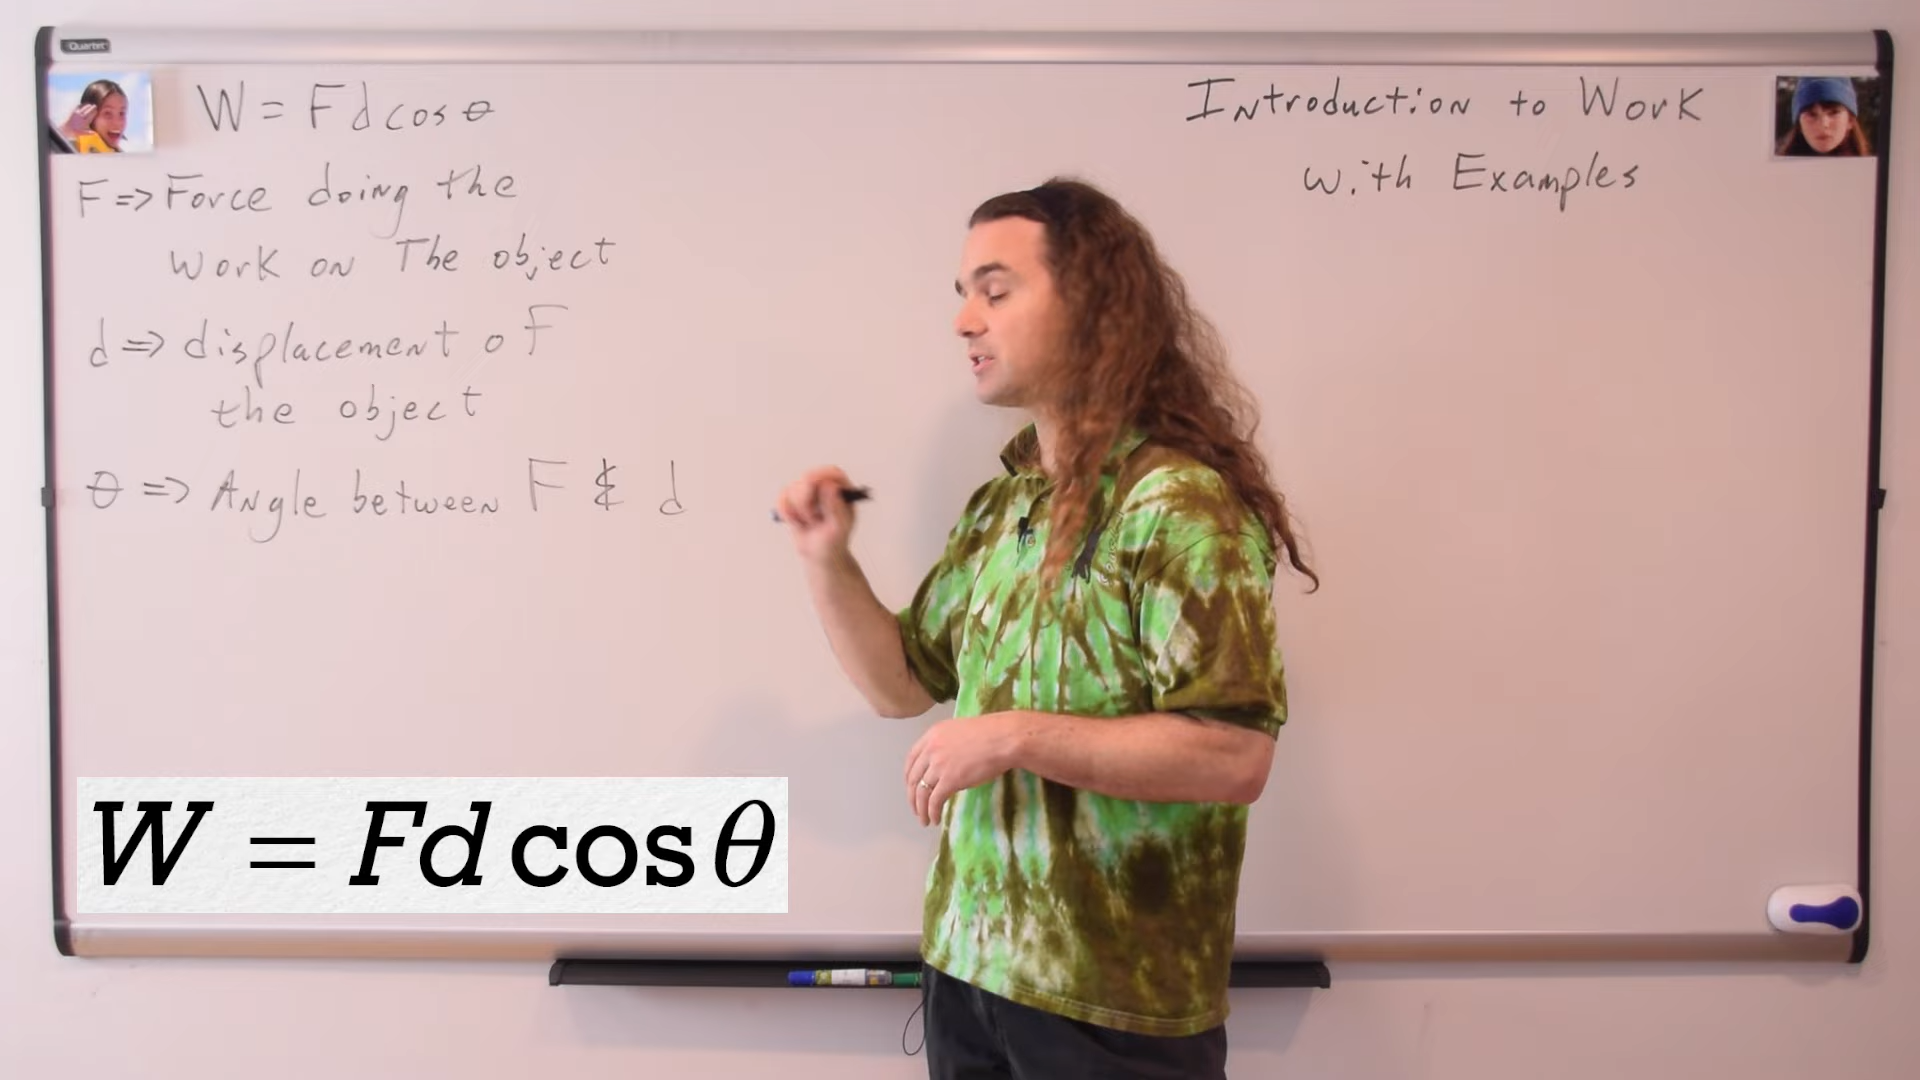 Quartet
W = F d cos θ
F => Force doing the
work on The object
d => displacement of
the object
θ => Angle between F & d
Introduction to Work
with Examples
W = Fd cos θ